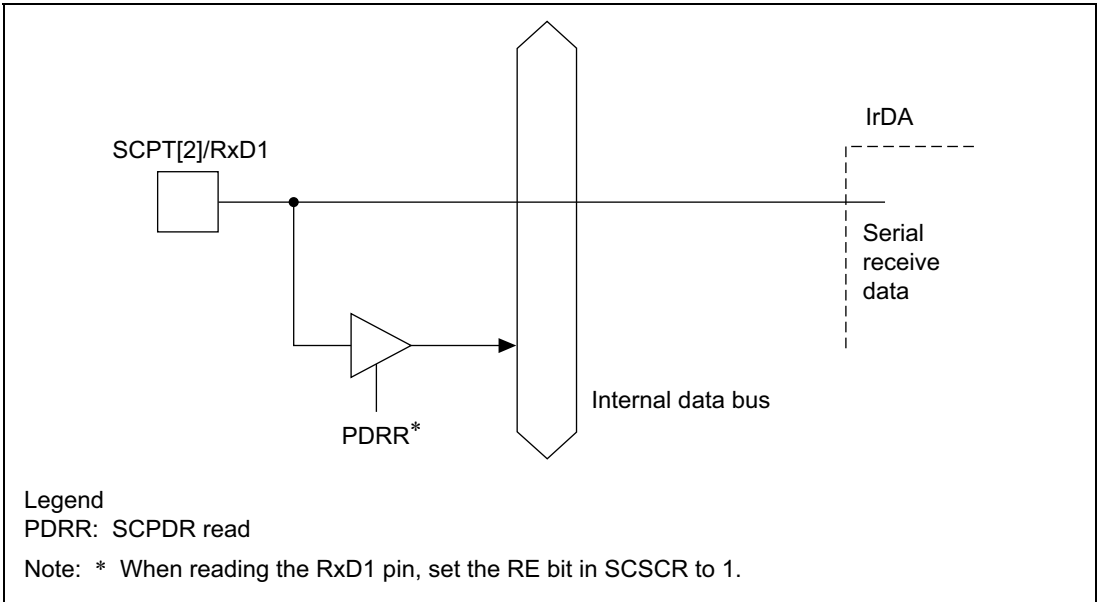 IrDA
SCPT[2]/RxD1
Serial
receive
data
Internal data bus
PDRR*
Legend
PDRR: SCPDR read
Note: * When reading the RxD1 pin, set the RE bit in SCSCR to 1.